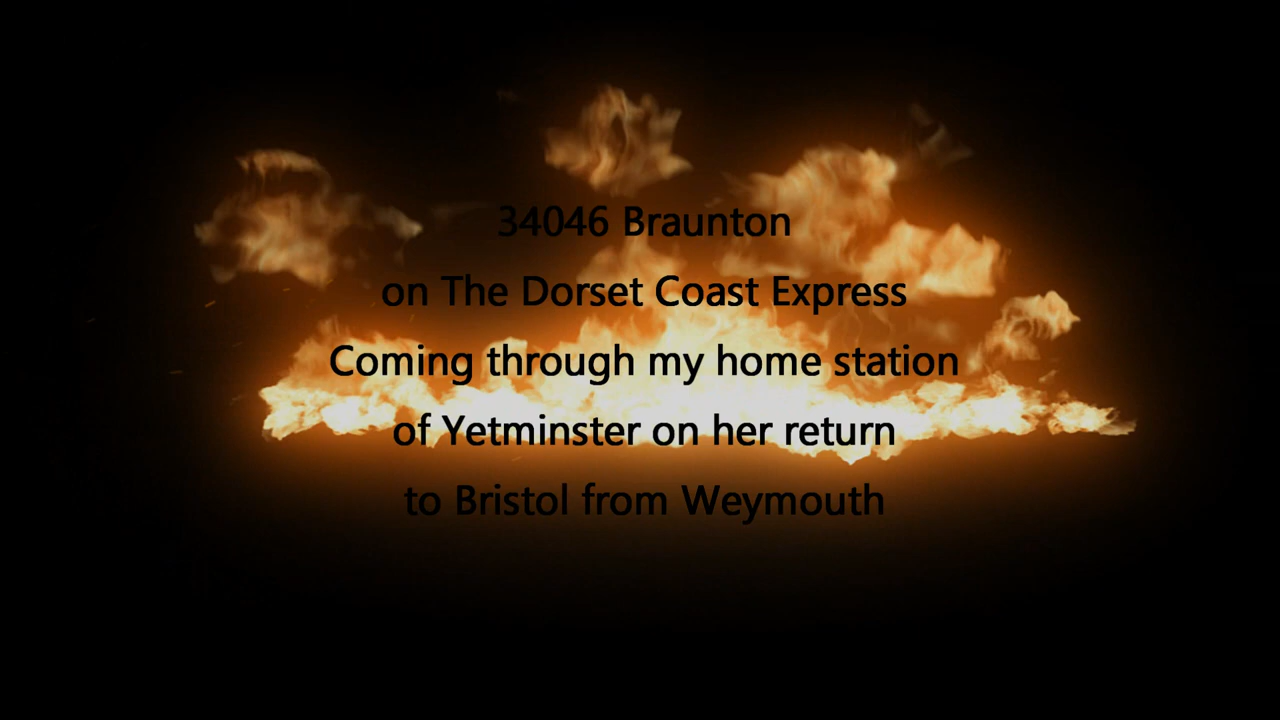 34046 Braunton
on The Dorset Coast Express
Coming through my home station
of Yetminster on her return
to Bristol from Weymouth